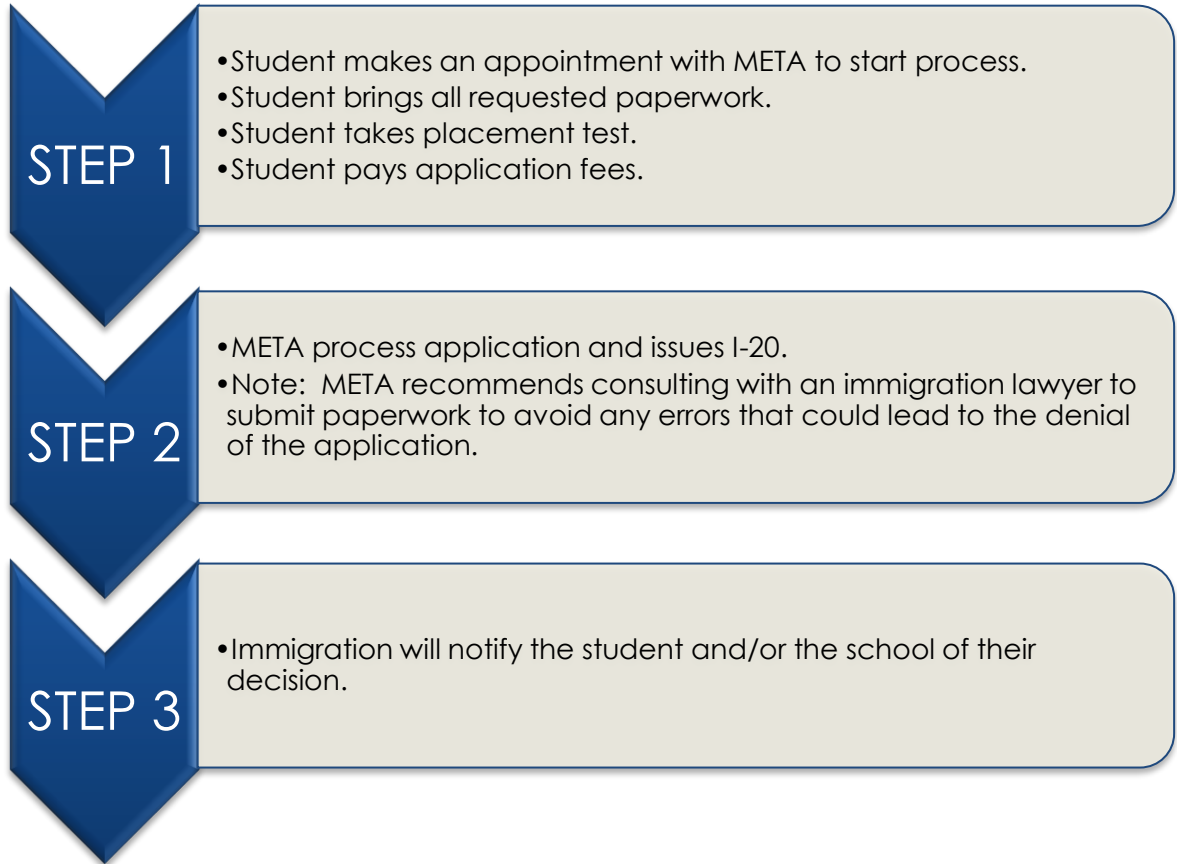 STEP 1
•Student makes an appointment with META to start process.
•Student brings all requested paperwork.
•Student takes placement test.
•Student pays application fees.
STEP 2
•META process application and issues I-20.
•Note:  META recommends consulting with an immigration lawyer to
submit paperwork to avoid any errors that could lead to the denial
of the application.
STEP 3
•Immigration will notify the student and/or the school of their
decision.